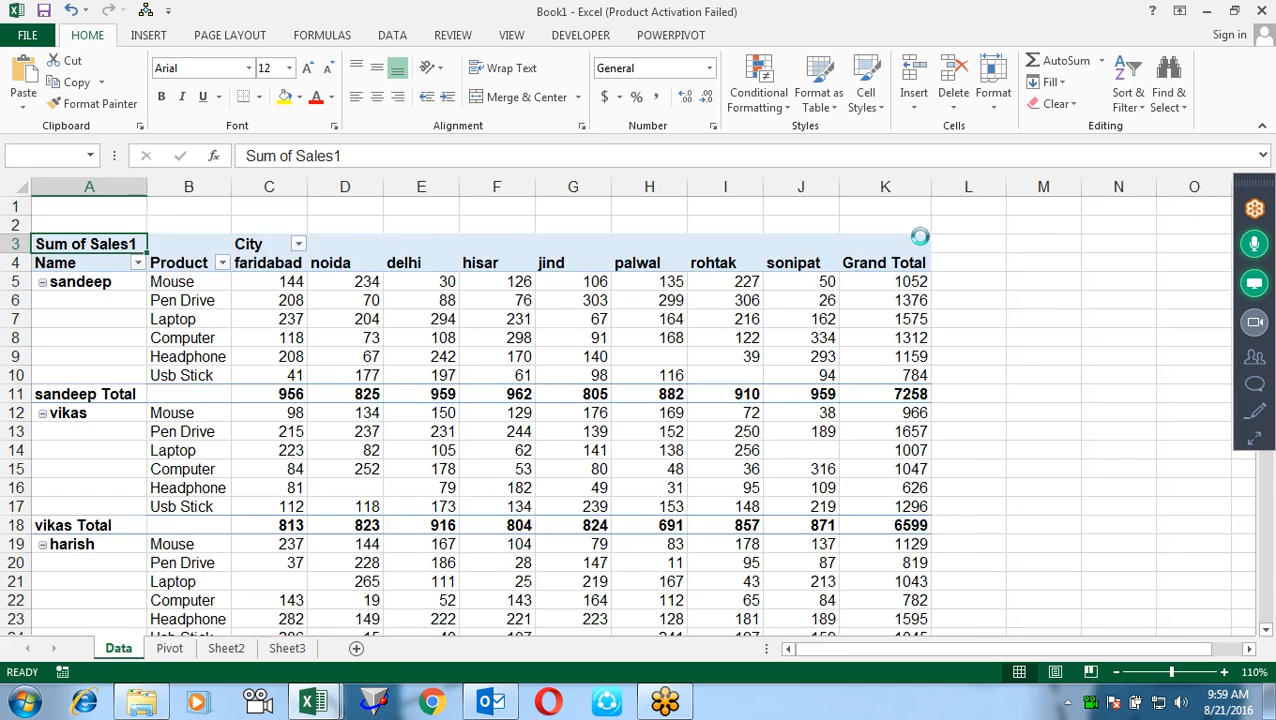 Book1 - Excel (Product Activation Failed)
FILE HOME INSERT PAGE LAYOUT FORMULAS DATA REVIEW VIEW DEVELOPER POWERPIVOT Sign in
Paste Cut Copy Format Painter Clipboard
Arial 12 B I U A A A Font
Wrap Text Merge & Center Alignment
General $ % , Number
Conditional Formatting Format as Table Cell Styles Styles
Insert Delete Format Cells
AutoSum Fill Clear Sort & Filter Find & Select Editing
fx Sum of Sales1
A B C D E F G H I J K L M N O
1
2
3 Sum of Sales1 City
4 Name Product faridabad noida delhi hisar jind palwal rohtak sonipat Grand Total
5 sandeep Mouse 144 234 30 126 106 135 227 50 1052
6 Pen Drive 208 70 88 76 303 299 306 26 1376
7 Laptop 237 204 294 231 67 164 216 162 1575
8 Computer 118 73 108 298 91 168 122 334 1312
9 Headphone 208 67 242 170 140 39 293 1159
10 Usb Stick 41 177 197 61 98 116 94 784
11 sandeep Total 956 825 959 962 805 882 910 959 7258
12 vikas Mouse 98 134 150 129 176 169 72 38 966
13 Pen Drive 215 237 231 244 139 152 250 189 1657
14 Laptop 223 82 105 62 141 138 256 1007
15 Computer 84 252 178 53 80 48 36 316 1047
16 Headphone 81 79 182 49 31 95 109 626
17 Usb Stick 112 118 173 134 239 153 148 219 1296
18 vikas Total 813 823 916 804 824 691 857 871 6599
19 harish Mouse 237 144 167 104 79 83 178 137 1129
20 Pen Drive 37 228 186 28 147 11 95 87 819
21 Laptop 265 111 25 219 167 43 213 1043
22 Computer 143 19 52 143 164 112 65 84 782
23 Headphone 282 149 222 221 223 128 181 189 1595
Data Pivot Sheet2 Sheet3
READY 110%
9:59 AM
8/21/2016